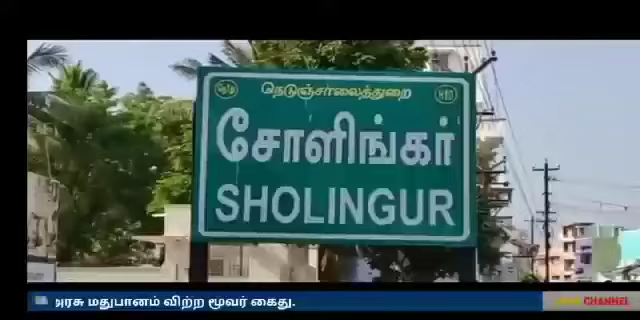 நெடுஞ்சாலைத்துறை
சோளிங்கர்
SHOLINGUR
அரசு மதுபானம் விற்ற மூவர் கைது.
CHANNEL